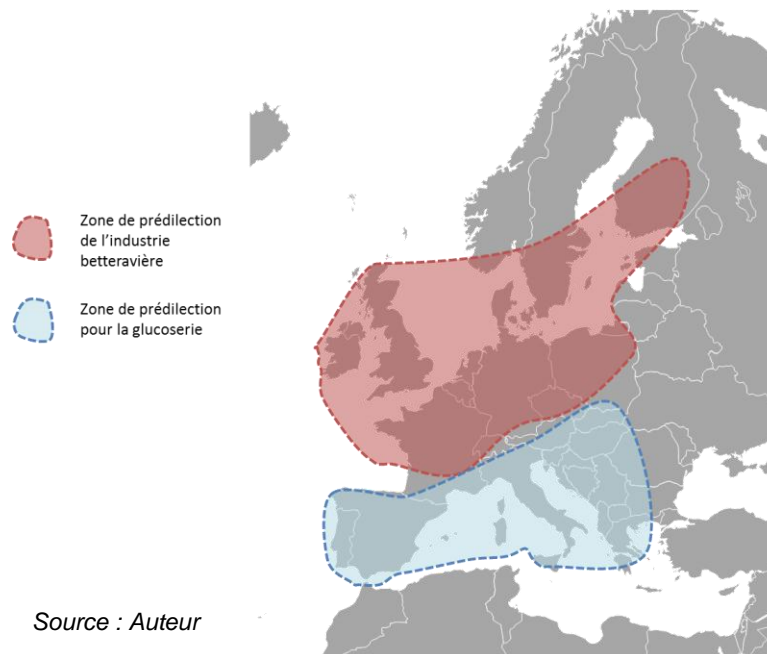 Zone de prédilection
de l'industrie
betteravière
Zone de prédilection
pour la glucoserie
Source : Auteur